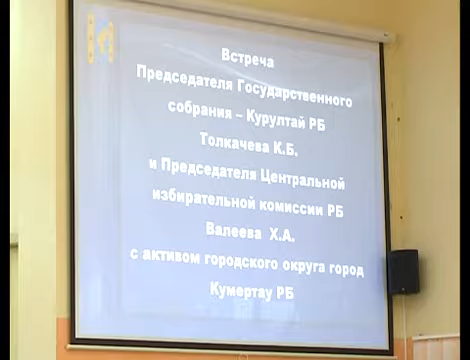 Встреча
Председателя Государственного
собрания – Курултай РБ
Толкачева К.Б.
и Председателя Центральной
избирательной комиссии РБ
Валеева Х.А.
с активом городского округа город
Кумертау РБ